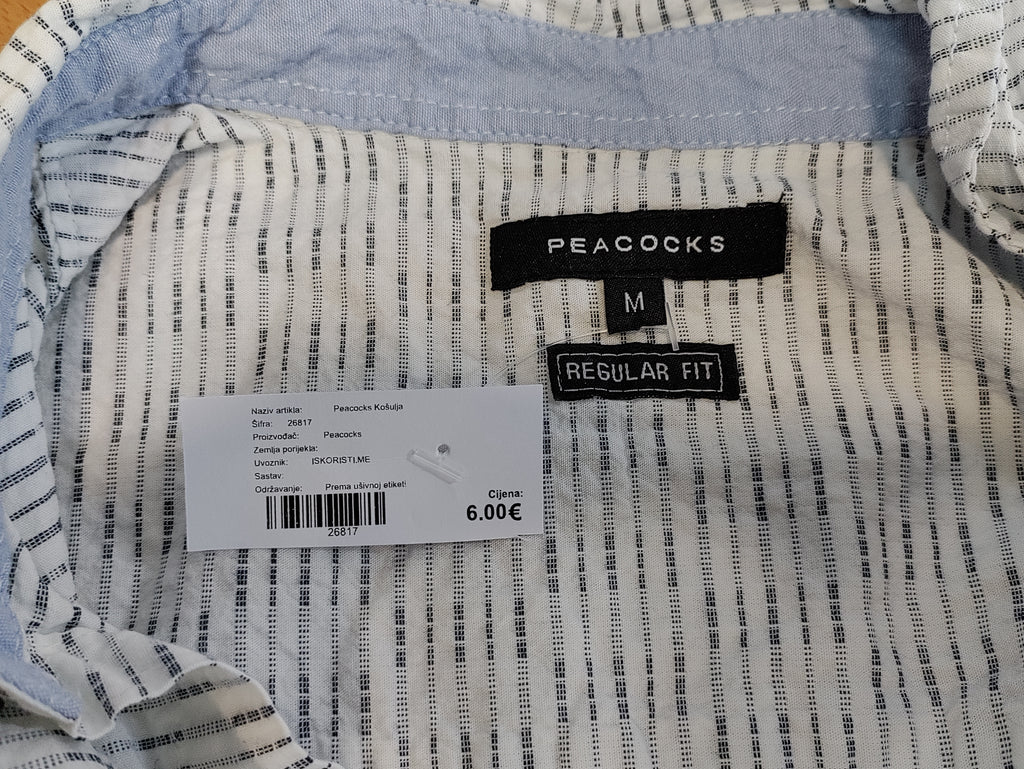 PEACOCKS
M
REGULAR FIT
Naziv artikla: Peacocks Košulja
Šifra: 26817
Proizvođač: Peacocks
Zemlja porijekla:
Uvoznik: ISKORISTI.ME
Sastav:
Održavanje: Prema ušivnoj etiketi
26817
Cijena:
6.00€